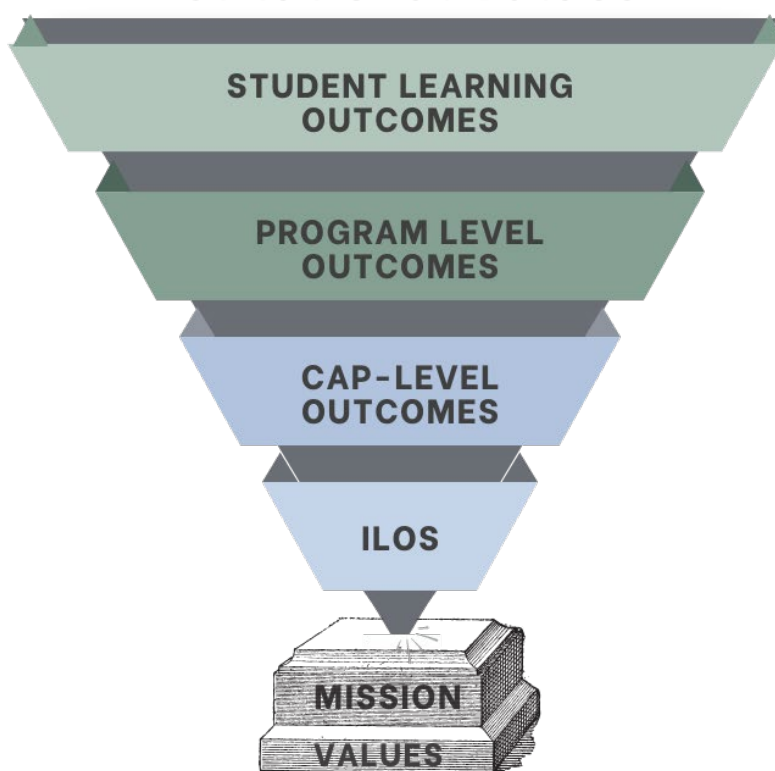 STUDENT LEARNING
OUTCOMES
PROGRAM LEVEL
OUTCOMES
CAP-LEVEL
OUTCOMES
ILOS
MISSION
VALUES